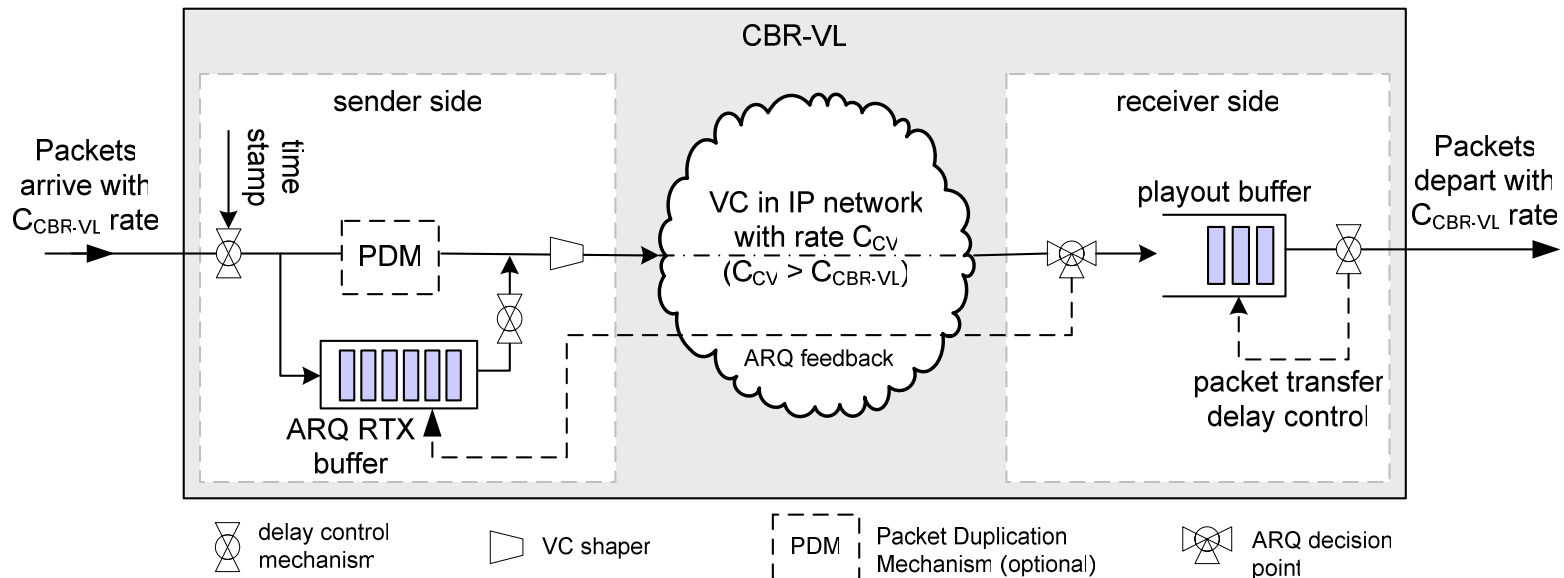 CBR-VL
sender side
receiver side
time
stamp
Packets
arrive with
C_CBR-VL rate
PDM
ARQ RTX
buffer
VC in IP network
with rate C_CV
(C_CV > C_CBR-VL)
ARQ feedback
playout buffer
packet transfer
delay control
Packets
depart with
C_CBR-VL rate
delay control
mechanism
VC shaper
PDM
Packet Duplication
Mechanism (optional)
ARQ decision
point